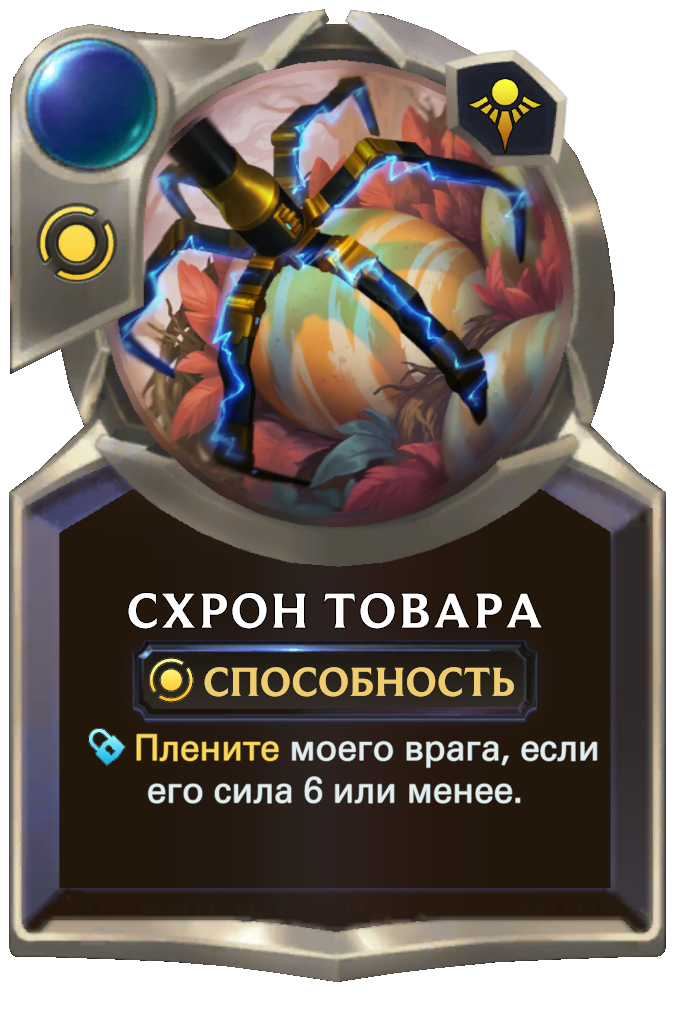 СХРОН ТОВАРА
СПОСОБНОСТЬ
Плените моего врага, если
его сила 6 или менее.